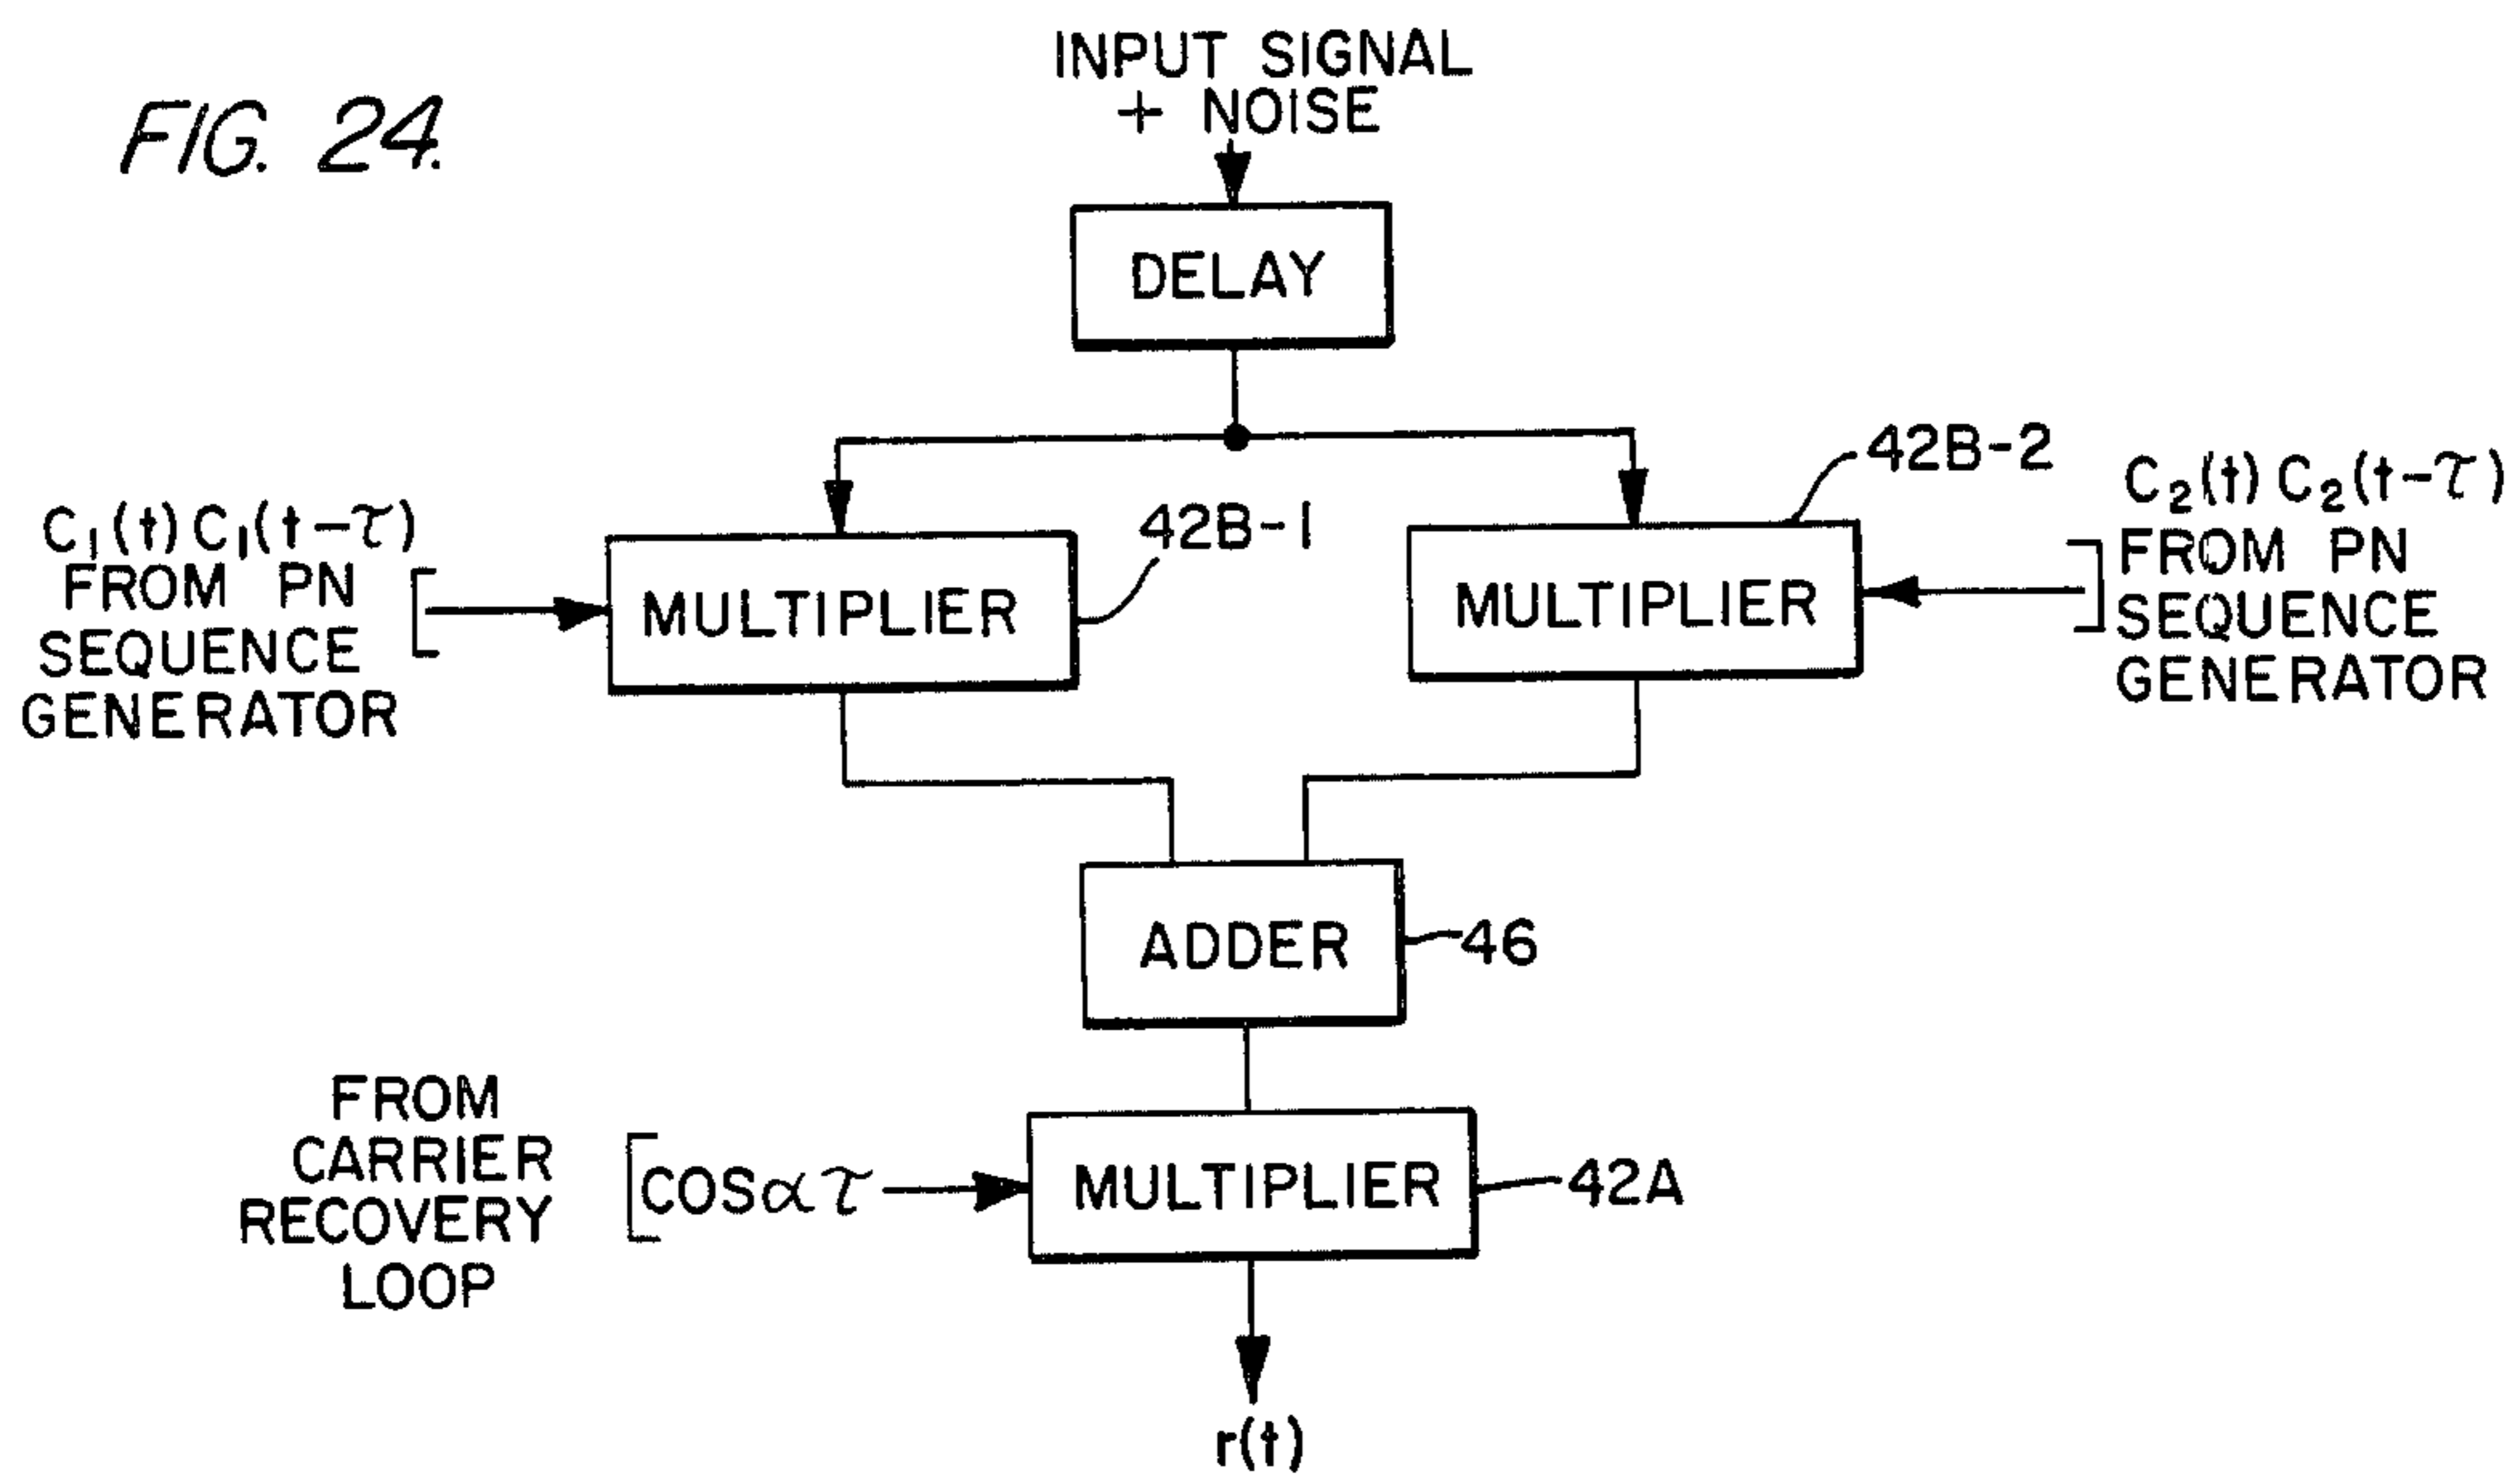 FIG. 24.
INPUT SIGNAL
+ NOISE
DELAY
42B-2
C₂(t) C₂(t-τ)
FROM PN
SEQUENCE
GENERATOR
C₁(t) C₁(t-τ)
FROM PN
SEQUENCE
GENERATOR
42B-1
MULTIPLIER
MULTIPLIER
ADDER
46
FROM
CARRIER
RECOVERY
LOOP
COS α τ
MULTIPLIER
42A
r(t)